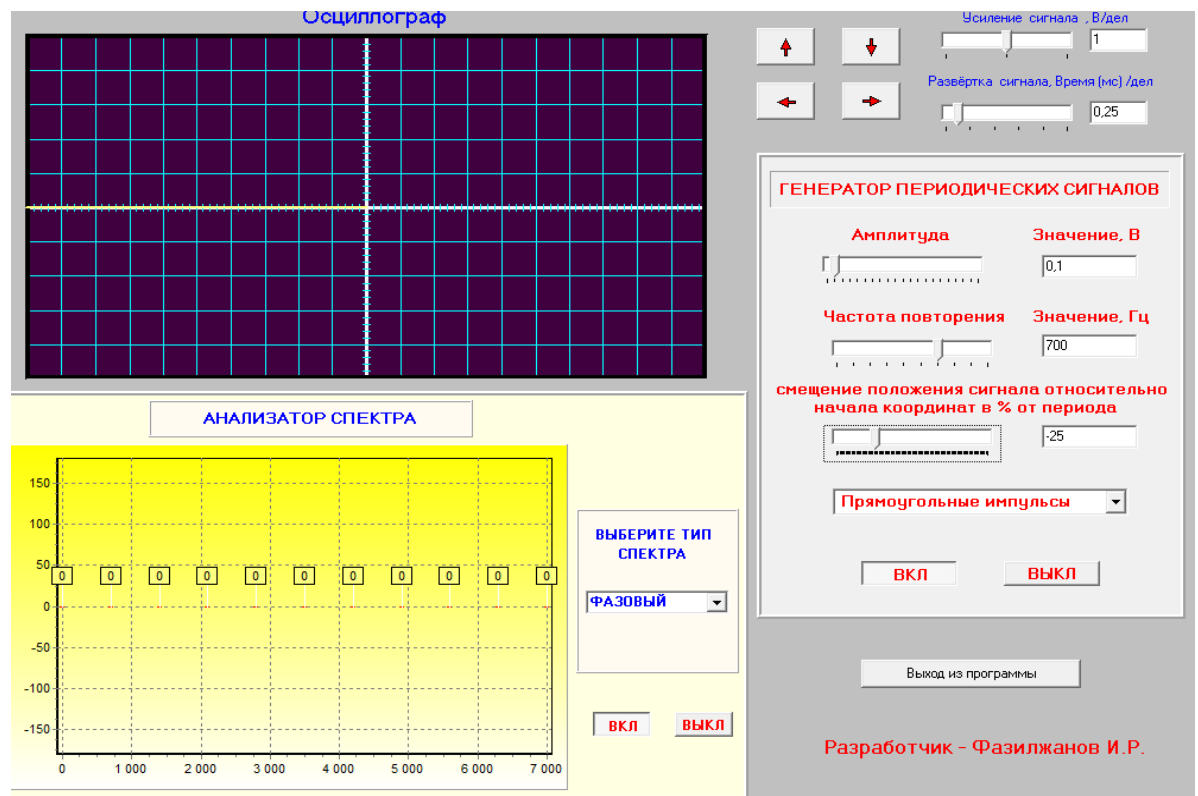 Осциллограф
Усиление сигнала , В/дел
1
Развёртка сигнала, Время (мс) /дел
0,25
ГЕНЕРАТОР ПЕРИОДИЧЕСКИХ СИГНАЛОВ
Амплитуда
Значение, В
0,1
Частота повторения
Значение, Гц
700
смещение положения сигнала относительно
начала координат в % от периода
-25
Прямоугольные импульсы
ВКЛ
ВЫКЛ
АНАЛИЗАТОР СПЕКТРА
150
100
50
0
-50
-100
-150
0 0 0 0 0 0 0 0 0 0 0
0 1 000 2 000 3 000 4 000 5 000 6 000 7 000
ВЫБЕРИТЕ ТИП
СПЕКТРА
ФАЗОВЫЙ
ВКЛ
ВЫКЛ
Выход из программы
Разработчик - Фазилжанов И.Р.